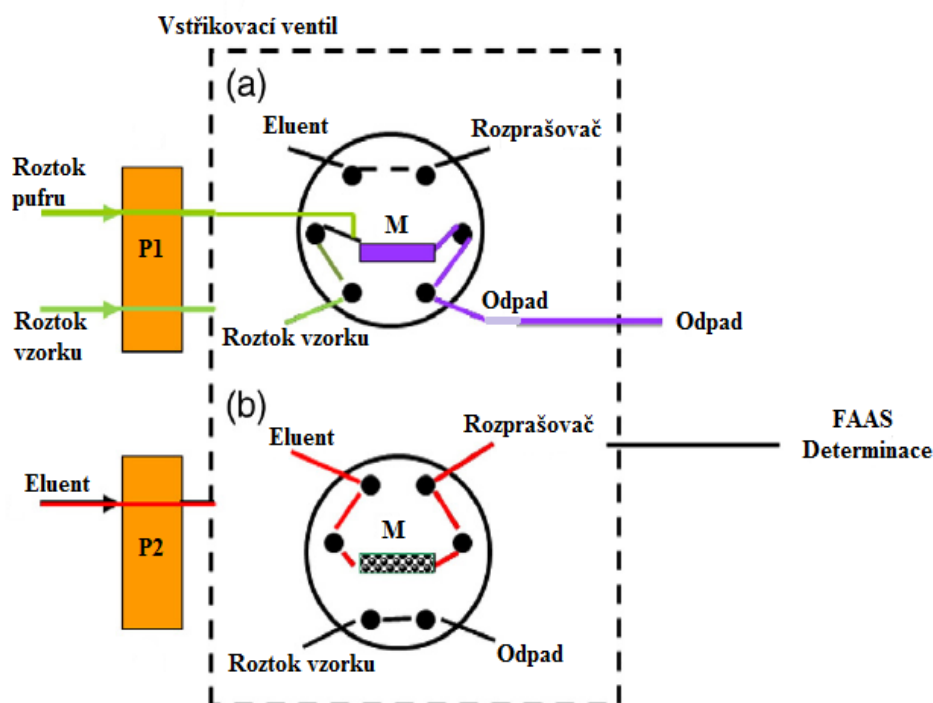 Vstřikovací ventil
(a)
Eluent
Rozprašovač
Roztok
pufru
M
P1
Odpad
Odpad
Roztok
vzorku
Roztok vzorku
(b)
Eluent
Rozprašovač
FAAS
Determinace
Eluent
M
P2
Roztok vzorku
Odpad